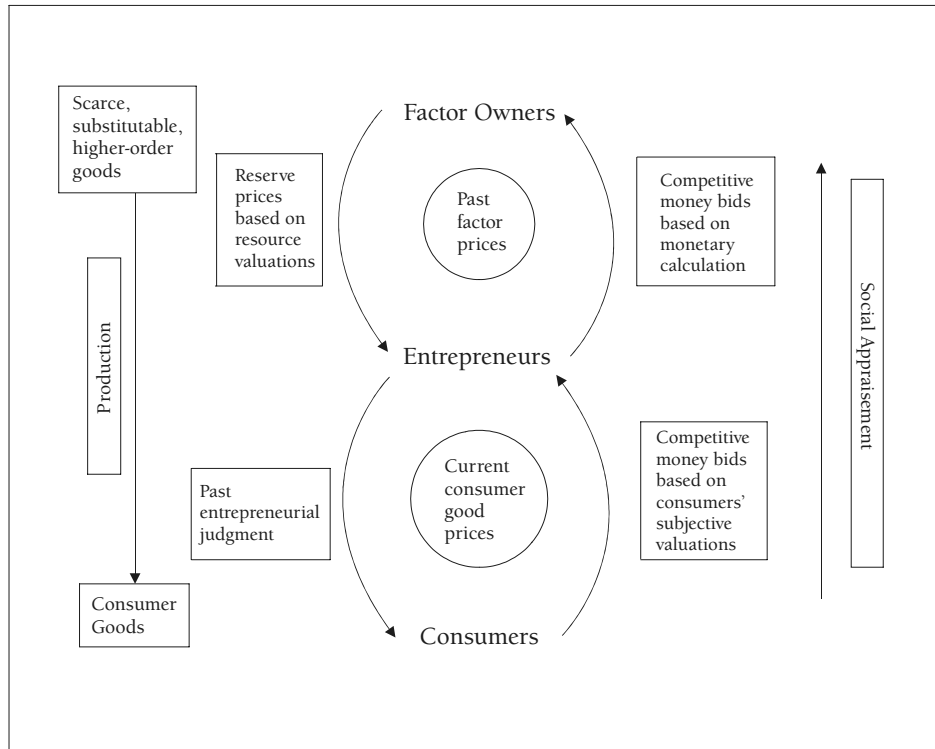 Scarce,
substitutable,
higher-order
goods
Factor Owners
Reserve
prices
based on
resource
valuations
Past
factor
prices
Competitive
money bids
based on
monetary
calculation
Social Appraisement
Production
Entrepreneurs
Past
entrepreneurial
judgment
Current
consumer
good
prices
Competitive
money bids
based on
consumers’
subjective
valuations
Consumer
Goods
Consumers